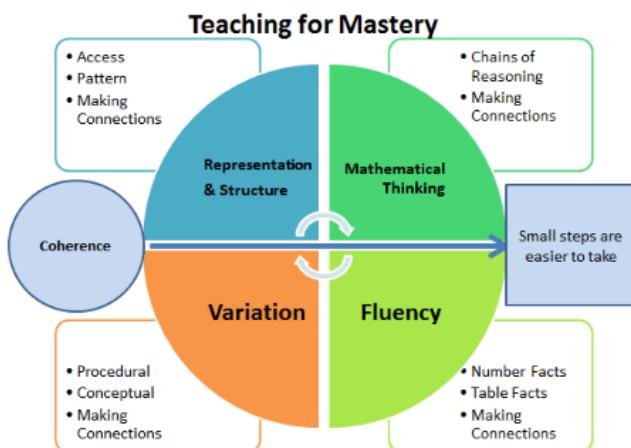 Teaching for Mastery
• Access
• Pattern
• Making
Connections
• Chains of
Reasoning
• Making
Connections
Representation
& Structure
Mathematical
Thinking
Coherence
Small steps are
easier to take
Variation
Fluency
• Procedural
• Conceptual
• Making
Connections
• Number Facts
• Table Facts
• Making
Connections